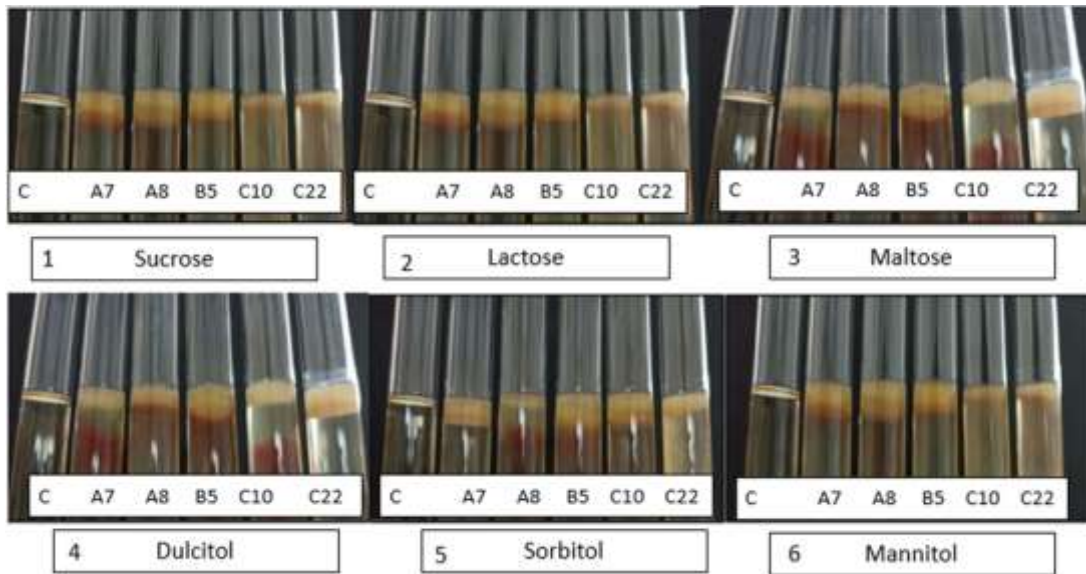 C A7 A8 B5 C10 C22
C A7 A8 B5 C10 C22
C A7 A8 B5 C10 C22
1 Sucrose
2 Lactose
3 Maltose
C A7 A8 B5 C10 C22
C A7 A8 B5 C10 C22
C A7 A8 B5 C10 C22
4 Dulcitol
5 Sorbitol
6 Mannitol